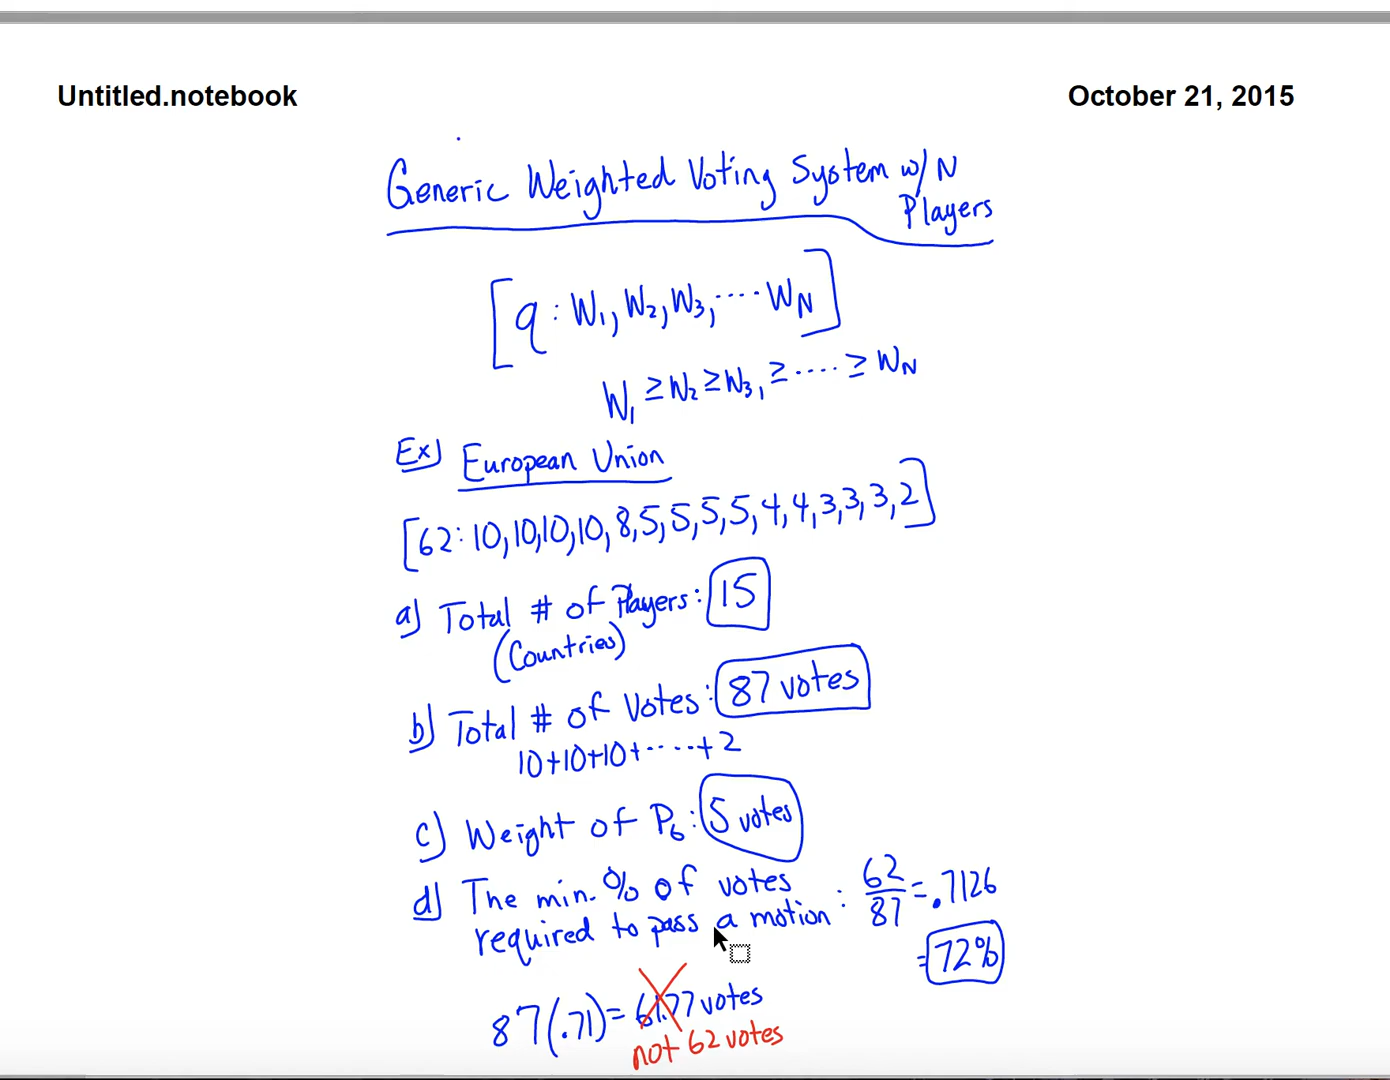 Untitled.notebook
October 21, 2015
Generic Weighted Voting System w/ N
Players
[q : W₁, W₂, W₃, ···· W_N]
W₁ ≥ W₂ ≥ W₃, ≥ ···· ≥ W_N
Ex) European Union
[62: 10, 10, 10, 10, 8, 5, 5, 5, 5, 4, 4, 3, 3, 3, 2]
a) Total # of Players: 15
(Countries)
b) Total # of Votes: 87 votes
10+10+10+·····+2
c) Weight of P₆: 5 votes
d) The min. % of votes
required to pass a motion : 62/87 = .7126
= 72%
87(.71) = 61.77 votes
not 62 votes